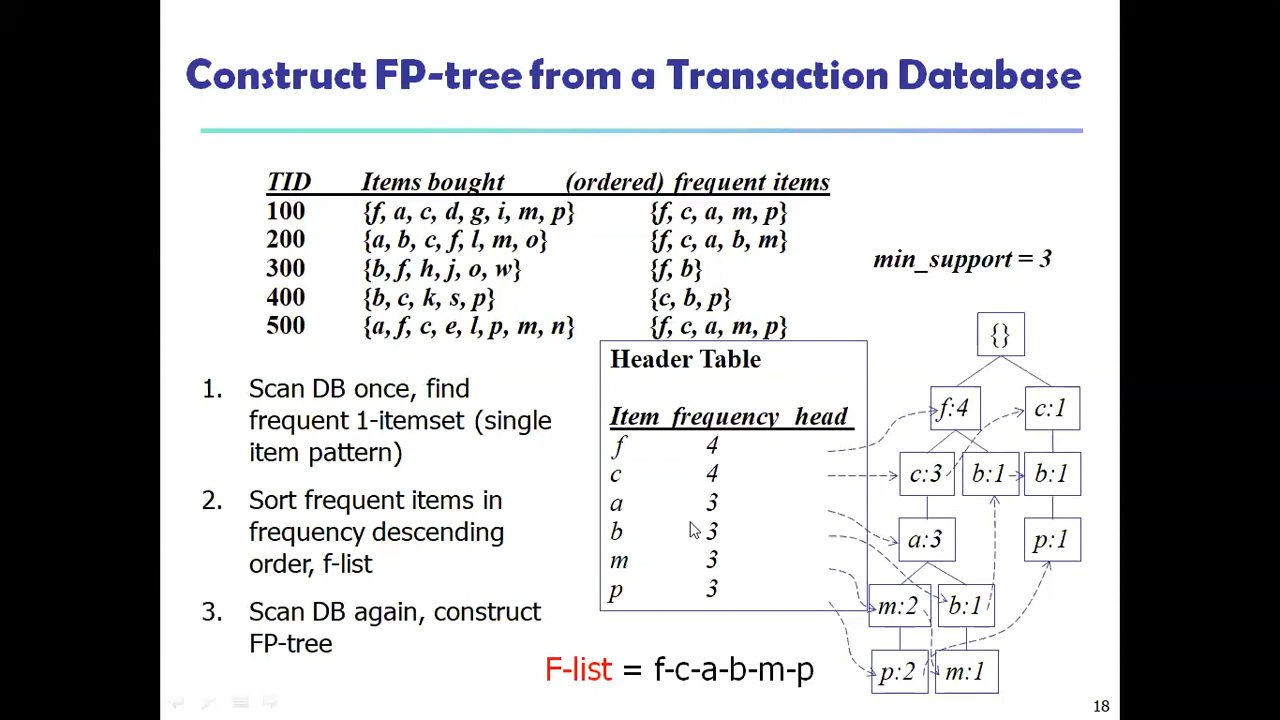 Construct FP-tree from a Transaction Database
TID Items bought (ordered) frequent items
100 {f, a, c, d, g, i, m, p} {f, c, a, m, p}
200 {a, b, c, f, l, m, o} {f, c, a, b, m}
300 {b, f, h, j, o, w} {f, b}
400 {b, c, k, s, p} {c, b, p}
500 {a, f, c, e, l, p, m, n} {f, c, a, m, p}
min_support = 3
1. Scan DB once, find
frequent 1-itemset (single
item pattern)
2. Sort frequent items in
frequency descending
order, f-list
3. Scan DB again, construct
FP-tree
Header Table
Item frequency head
f 4
c 4
a 3
b 3
m 3
p 3
F-list = f-c-a-b-m-p
{}
f:4 c:1
c:3 b:1 b:1
a:3 p:1
m:2 b:1
p:2 m:1
18